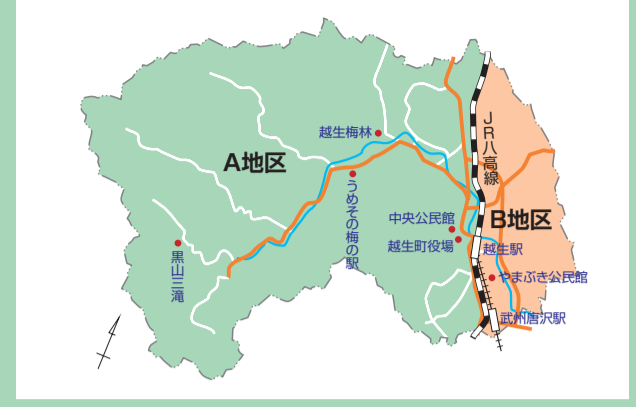 越生梅林
JR八高線
A地区
うめその梅の駅
B地区
中央公民館
越生町役場
越生駅
黒山三滝
やまぶき公民館
武州唐沢駅